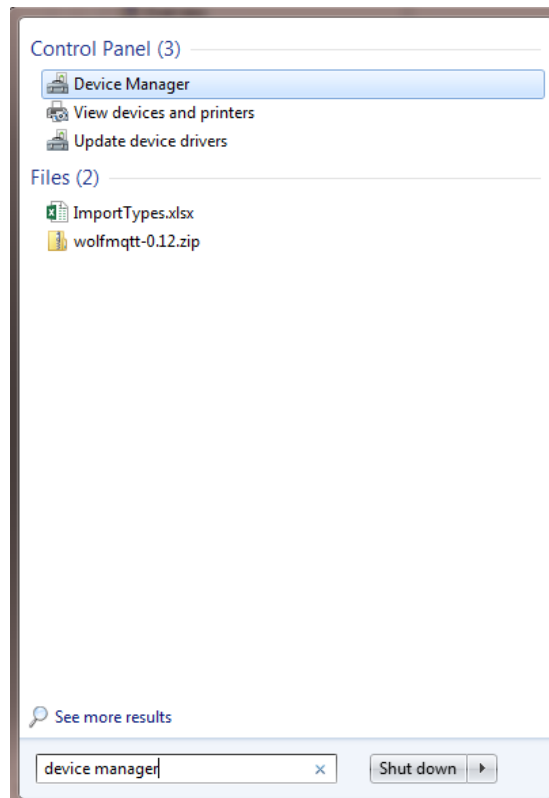 Control Panel (3)
Device Manager
View devices and printers
Update device drivers
Files (2)
ImportTypes.xlsx
wolfmqtt-0.12.zip
See more results
device manager
Shut down